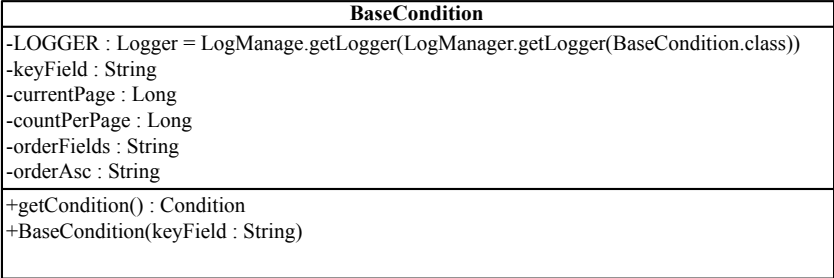 BaseCondition
-LOGGER : Logger = LogManage.getLogger(LogManager.getLogger(BaseCondition.class))
-keyField : String
-currentPage : Long
-countPerPage : Long
-orderFields : String
-orderAsc : String
+getCondition() : Condition
+BaseCondition(keyField : String)